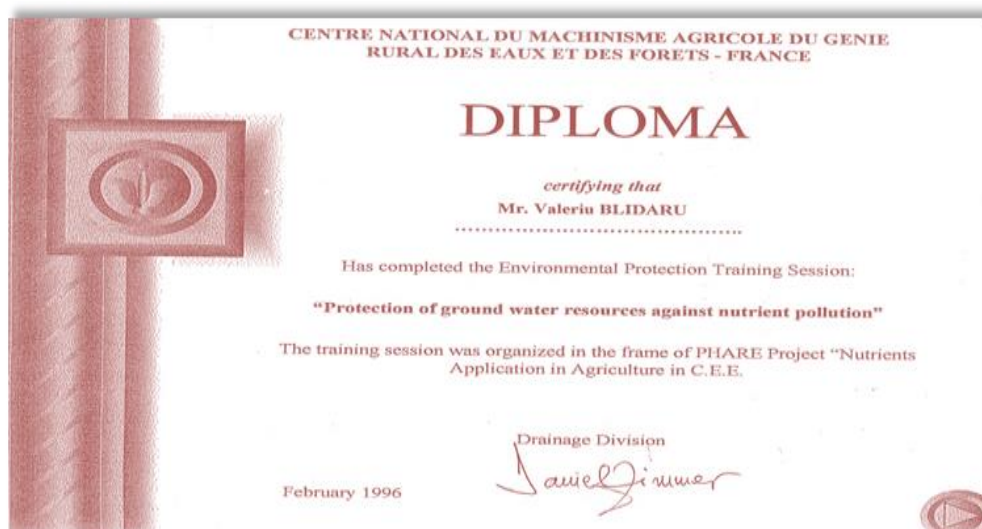 CENTRE NATIONAL DU MACHINISME AGRICOLE DU GENIE
RURAL DES EAUX ET DES FORETS - FRANCE
DIPLOMA
certifying that
Mr. Valeriu BLIDARU
Has completed the Environmental Protection Training Session:
“Protection of ground water resources against nutrient pollution”
The training session was organized in the frame of PHARE Project “Nutrients
Application in Agriculture in C.E.E.
Drainage Division
Daniel Zimmer
February 1996